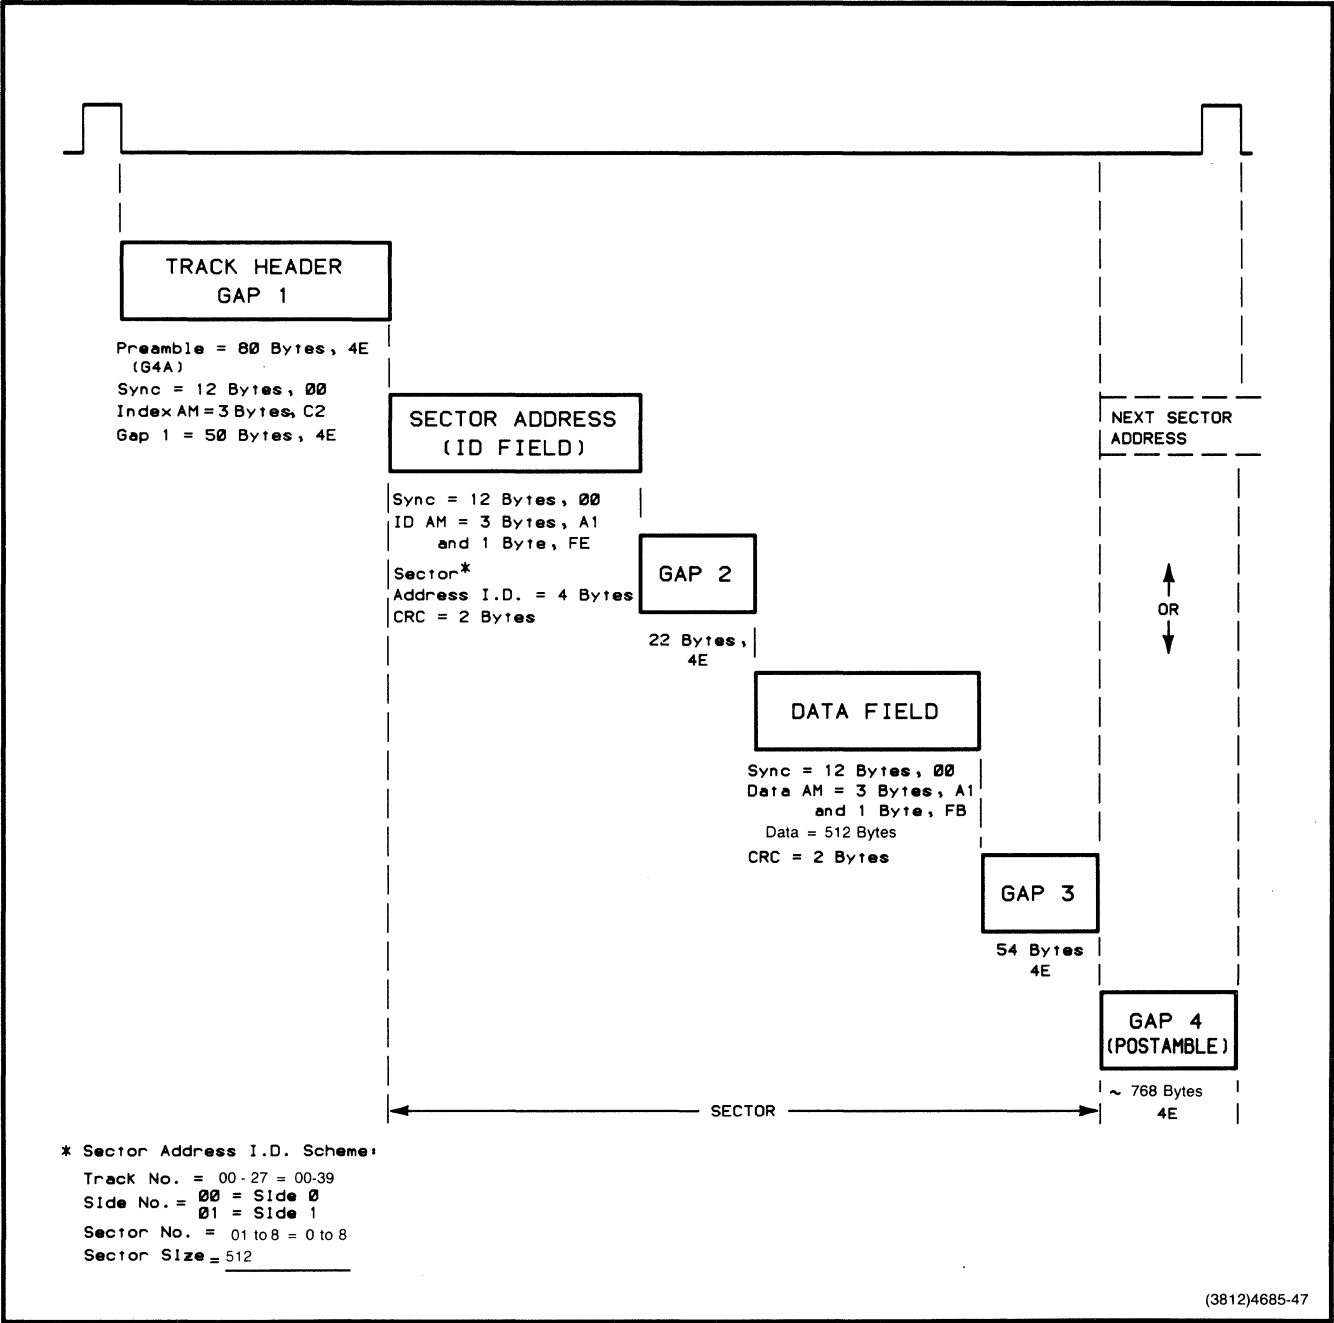 TRACK HEADER
GAP 1
Preamble = 80 Bytes, 4E
(G4A)
Sync = 12 Bytes, 00
Index AM = 3 Bytes, C2
Gap 1 = 50 Bytes, 4E
SECTOR ADDRESS
(ID FIELD)
NEXT SECTOR
ADDRESS
Sync = 12 Bytes, 00
ID AM = 3 Bytes, A1
and 1 Byte, FE
Sector*
Address I.D. = 4 Bytes
CRC = 2 Bytes
GAP 2
22 Bytes,
4E
OR
DATA FIELD
Sync = 12 Bytes, 00
Data AM = 3 Bytes, A1
and 1 Byte, FB
Data = 512 Bytes
CRC = 2 Bytes
GAP 3
54 Bytes
4E
GAP 4
(POSTAMBLE)
~ 768 Bytes
4E
SECTOR
* Sector Address I.D. Scheme:
Track No. = 00 - 27 = 00-39
Side No. = 00 = Side 0
01 = Side 1
Sector No. = 01 to 8 = 0 to 8
Sector Size = 512
(3812)4685-47